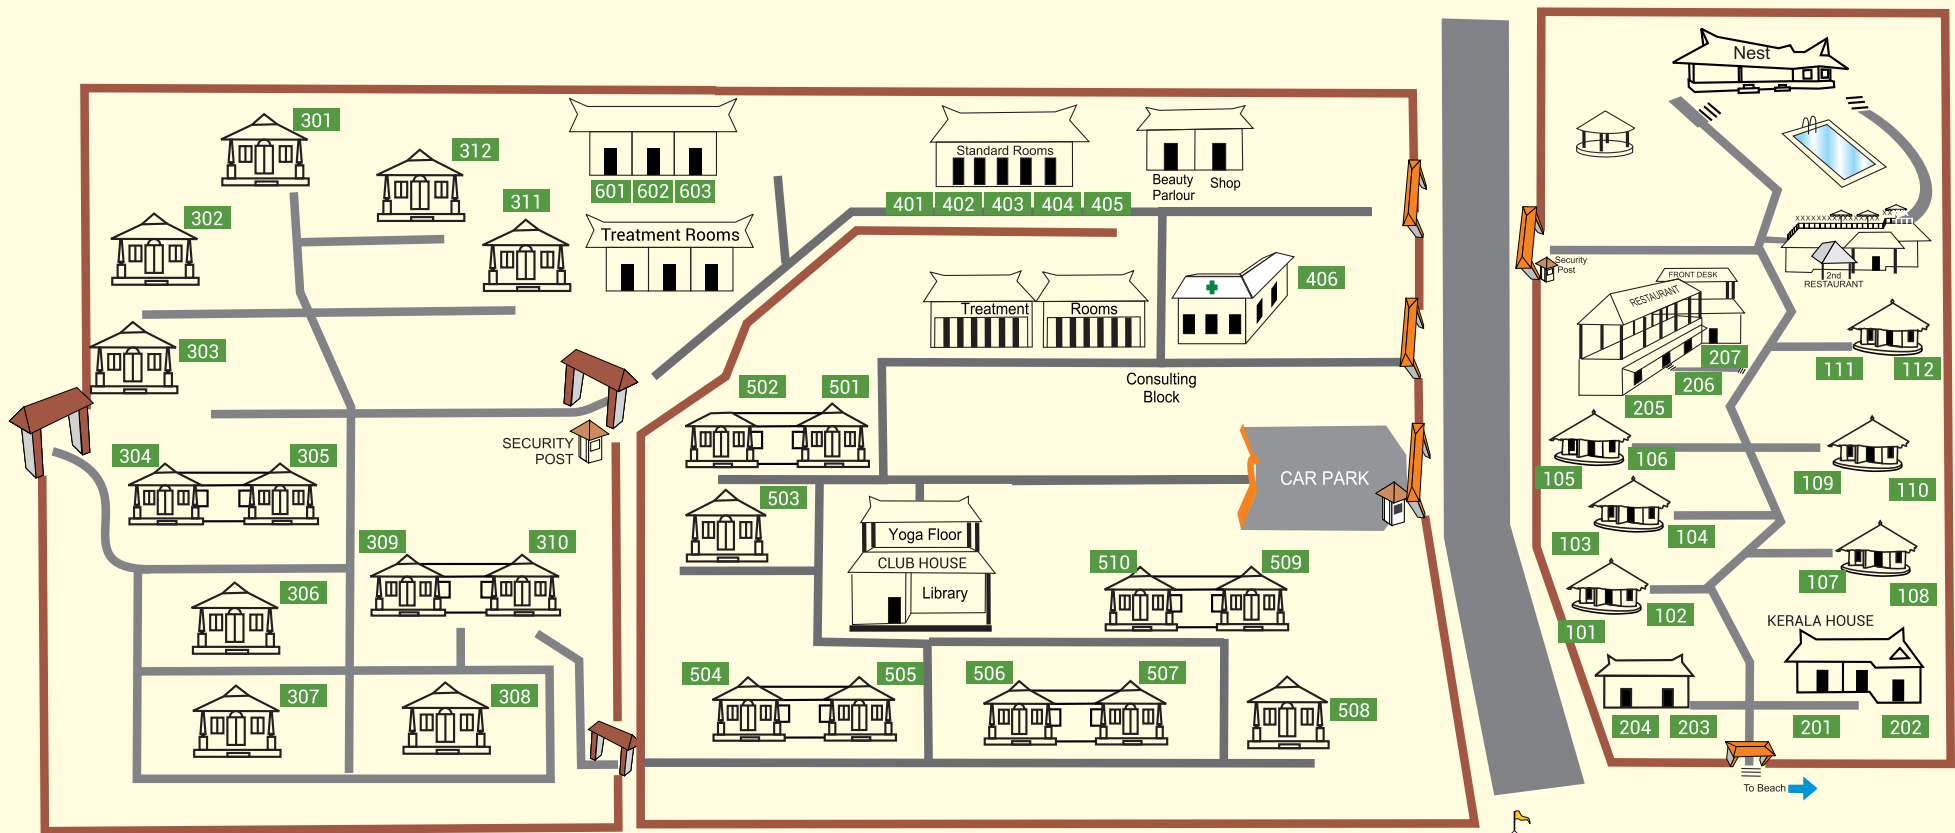 301
312
302
311
303
601 602 603
Treatment Rooms
SECURITY
POST
304
305
309
310
306
307
308
Standard Rooms
401 402 403 404 405
Beauty
Parlour
Shop
406
Treatment Rooms
Consulting
Block
502
501
503
CAR PARK
Yoga Floor
CLUB HOUSE
Library
510
509
504
505
506
507
508
Nest
Security
Post
2nd
RESTAURANT
FRONT DESK
RESTAURANT
207
206
205
111
112
105
106
109
110
103
104
107
108
102
101
KERALA HOUSE
204
203
201
202
To Beach